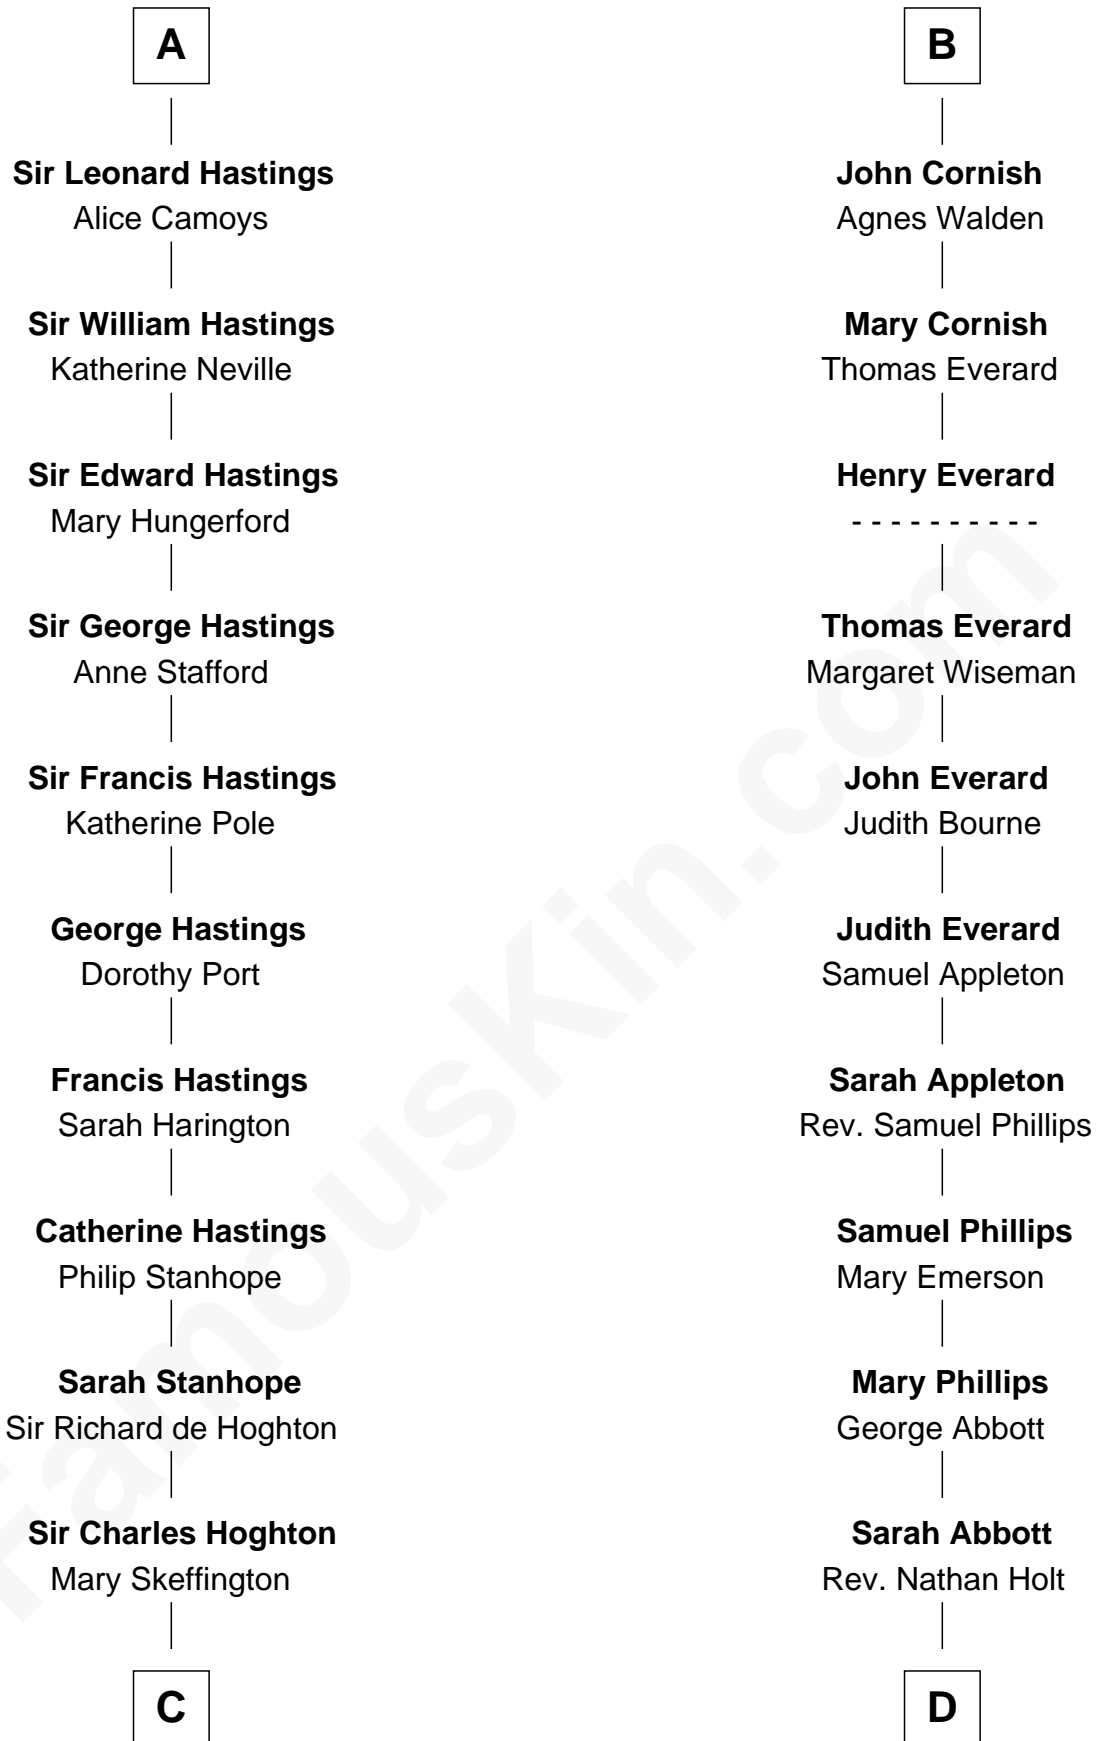 A
Sir Leonard Hastings
Alice Camoys
Sir William Hastings
Katherine Neville
Sir Edward Hastings
Mary Hungerford
Sir George Hastings
Anne Stafford
Sir Francis Hastings
Katherine Pole
George Hastings
Dorothy Port
Francis Hastings
Sarah Harington
Catherine Hastings
Philip Stanhope
Sarah Stanhope
Sir Richard de Hoghton
Sir Charles Hoghton
Mary Skeffington
C
B
John Cornish
Agnes Walden
Mary Cornish
Thomas Everard
Henry Everard
- - - - - - - - - -
Thomas Everard
Margaret Wiseman
John Everard
Judith Bourne
Judith Everard
Samuel Appleton
Sarah Appleton
Rev. Samuel Phillips
Samuel Phillips
Mary Emerson
Mary Phillips
George Abbott
Sarah Abbott
Rev. Nathan Holt
D
FamousKin.com